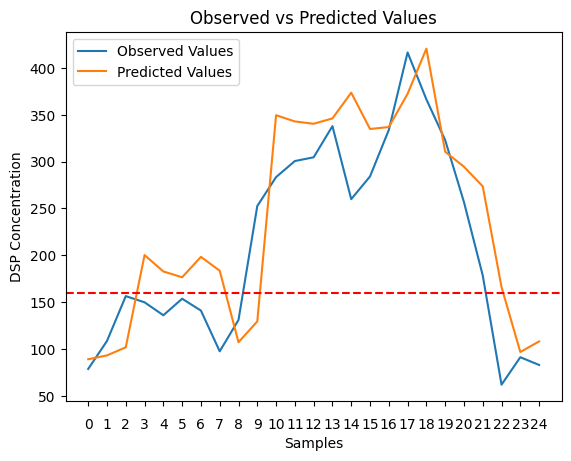 Observed vs Predicted Values
Observed Values
Predicted Values
DSP Concentration
400
350
300
250
200
150
100
50
0 1 2 3 4 5 6 7 8 9 10 11 12 13 14 15 16 17 18 19 20 21 22 23 24
Samples